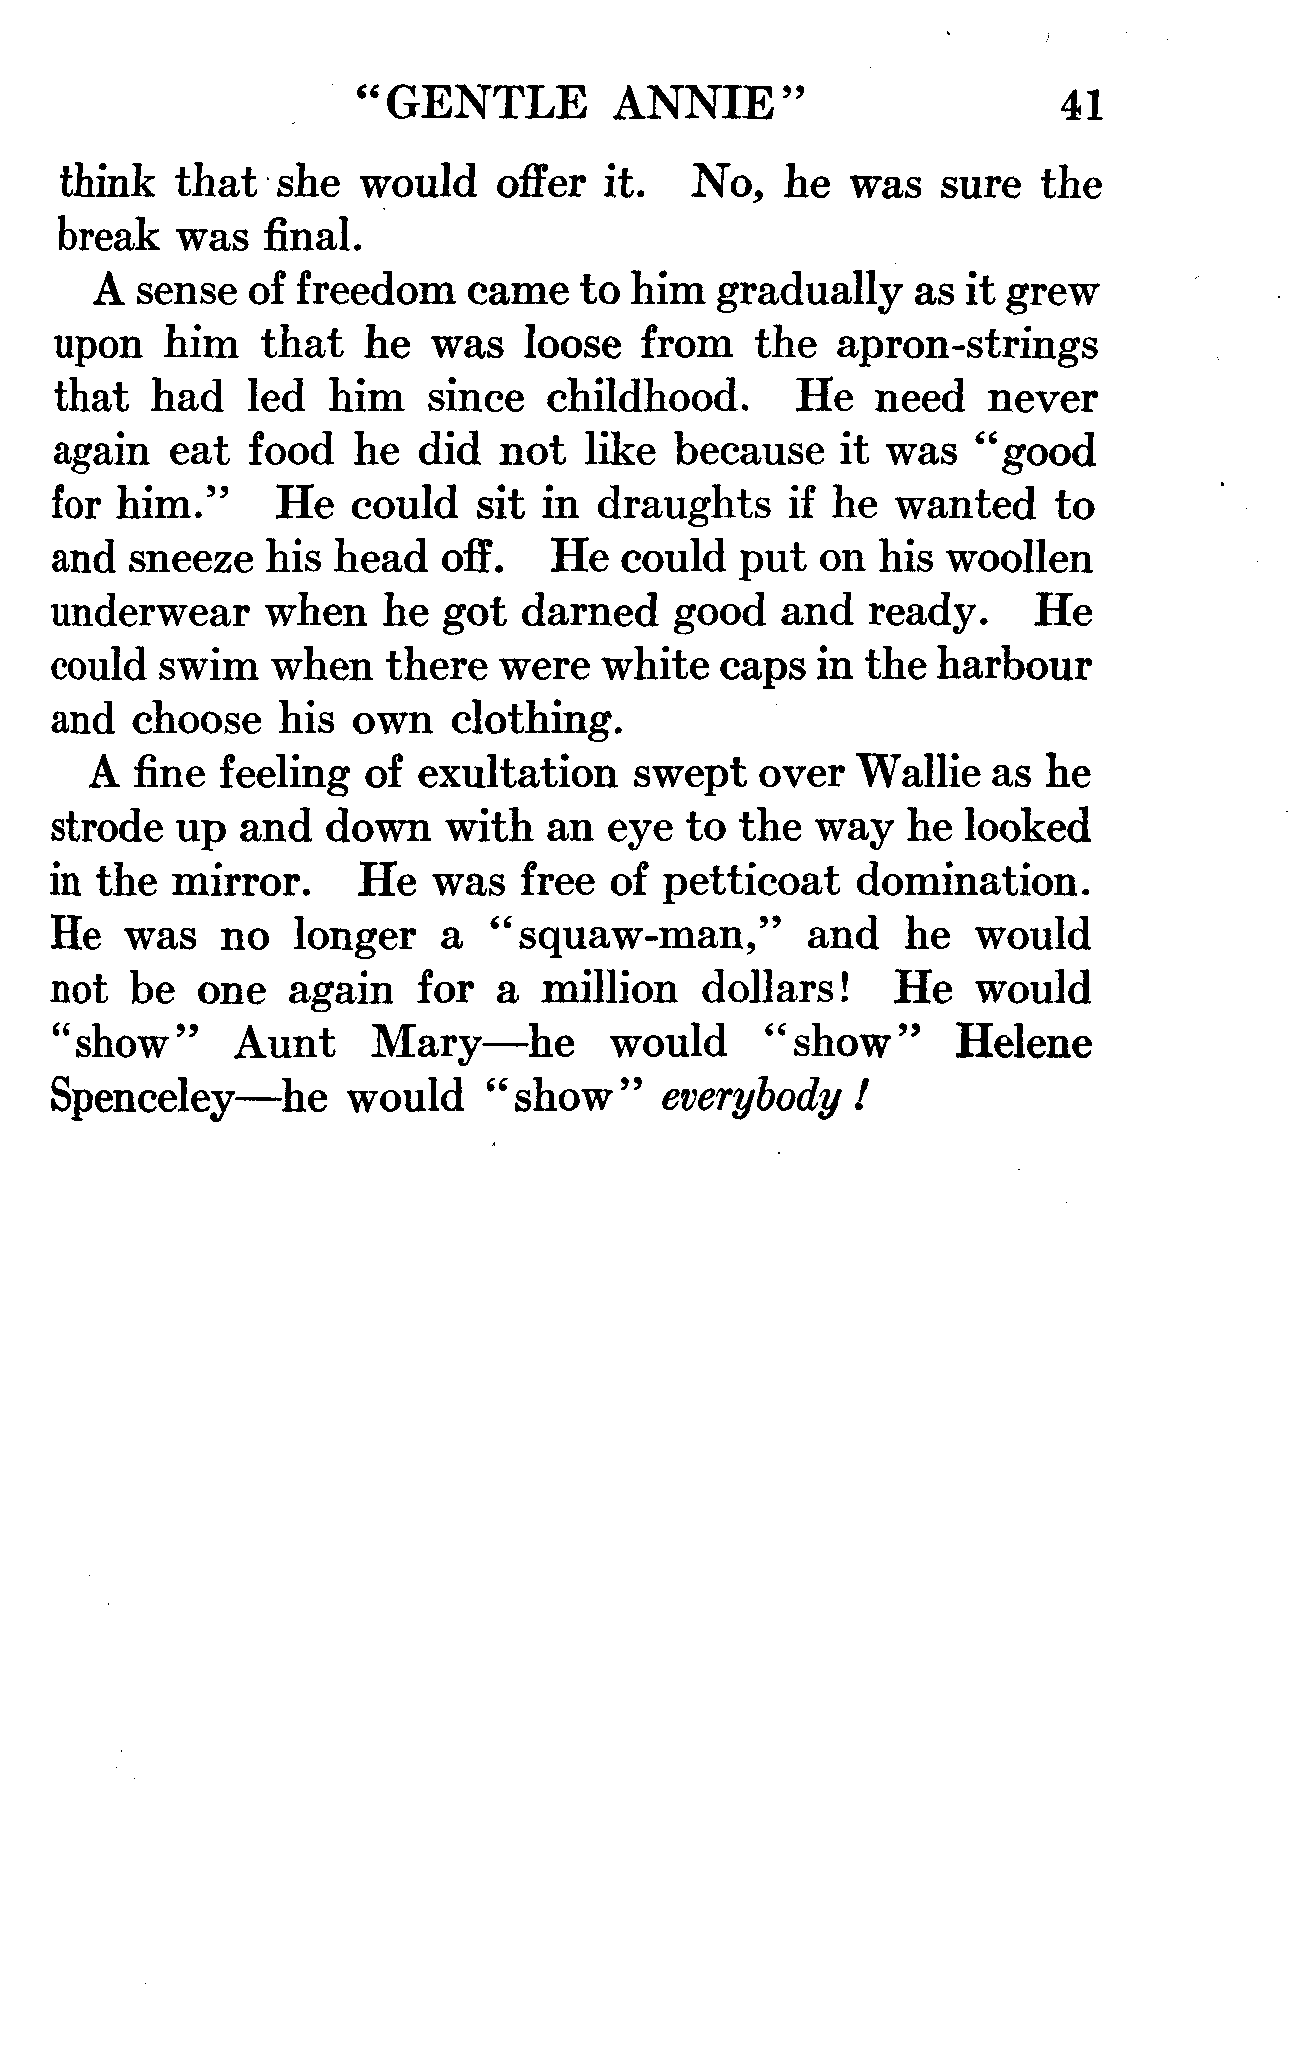 "GENTLE ANNIE" 41
think that she would offer it. No, he was sure the
break was final.
A sense of freedom came to him gradually as it grew
upon him that he was loose from the apron-strings
that had led him since childhood. He need never
again eat food he did not like because it was "good
for him." He could sit in draughts if he wanted to
and sneeze his head off. He could put on his woollen
underwear when he got darned good and ready. He
could swim when there were white caps in the harbour
and choose his own clothing.
A fine feeling of exultation swept over Wallie as he
strode up and down with an eye to the way he looked
in the mirror. He was free of petticoat domination.
He was no longer a "squaw-man," and he would
not be one again for a million dollars! He would
"show" Aunt Mary—he would "show" Helene
Spenceley—he would "show" everybody!